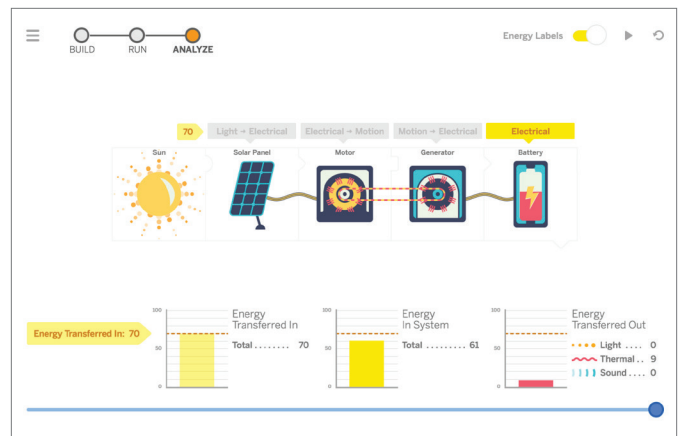 BUILD
RUN
ANALYZE
Energy Labels
70
Light → Electrical
Electrical → Motion
Motion → Electrical
Electrical
Sun
Solar Panel
Motor
Generator
Battery
Energy Transferred In: 70
100
50
0
Energy
Transferred In
Total ........ 70
100
50
0
Energy
In System
Total ......... 61
100
50
0
Energy
Transferred Out
Light .... 0
Thermal .. 9
Sound .... 0